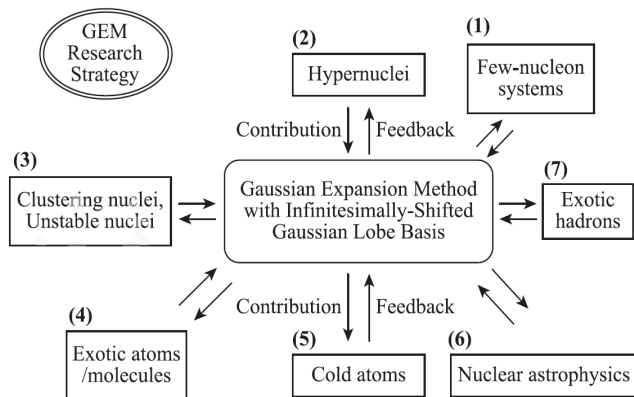 GEM
Research
Strategy
(1)
Few-nucleon
systems
(2)
Hypernuclei
Contribution
Feedback
(3)
Clustering nuclei,
Unstable nuclei
Gaussian Expansion Method
with Infinitesimally-Shifted
Gaussian Lobe Basis
(7)
Exotic
hadrons
Contribution
Feedback
(4)
Exotic atoms
/molecules
(5)
Cold atoms
(6)
Nuclear astrophysics